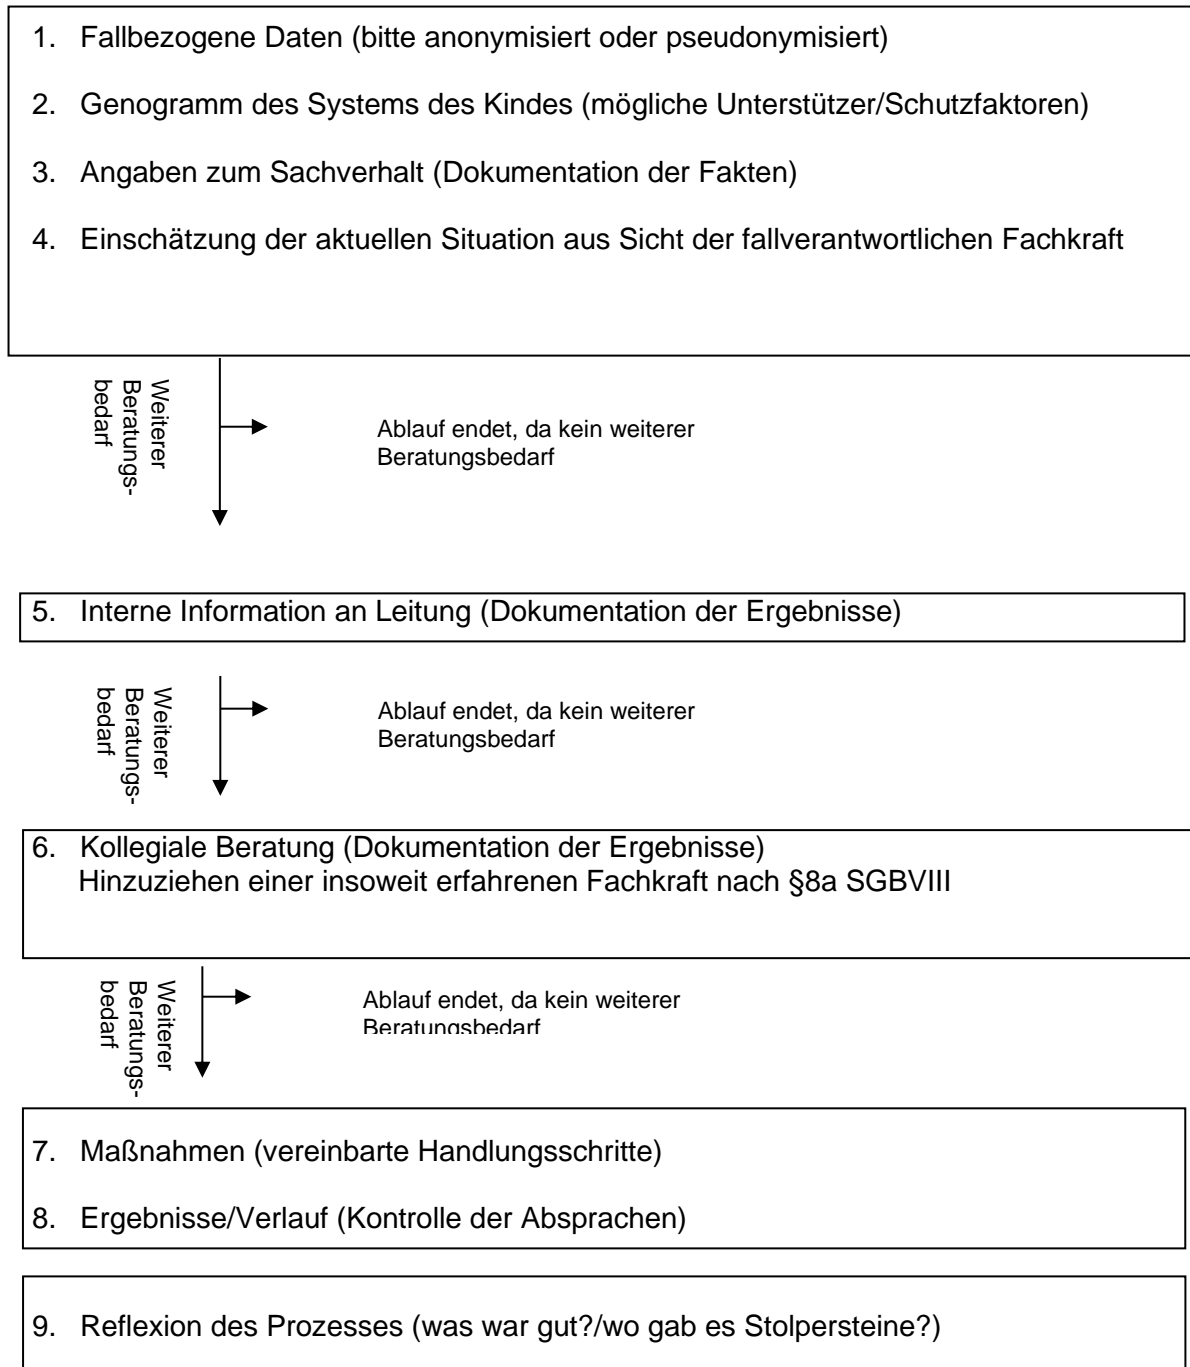 1. Fallbezogene Daten (bitte anonymisiert oder pseudonymisiert)
2. Genogramm des Systems des Kindes (mögliche Unterstützer/Schutzfaktoren)
3. Angaben zum Sachverhalt (Dokumentation der Fakten)
4. Einschätzung der aktuellen Situation aus Sicht der fallverantwortlichen Fachkraft
Weiterer
Beratungs-
bedarf
Ablauf endet, da kein weiterer
Beratungsbedarf
5. Interne Information an Leitung (Dokumentation der Ergebnisse)
Weiterer
Beratungs-
bedarf
Ablauf endet, da kein weiterer
Beratungsbedarf
6. Kollegiale Beratung (Dokumentation der Ergebnisse)
Hinzuziehen einer insoweit erfahrenen Fachkraft nach §8a SGBVIII
Weiterer
Beratungs-
bedarf
Ablauf endet, da kein weiterer
Beratungsbedarf
7. Maßnahmen (vereinbarte Handlungsschritte)
8. Ergebnisse/Verlauf (Kontrolle der Absprachen)
9. Reflexion des Prozesses (was war gut?/wo gab es Stolpersteine?)